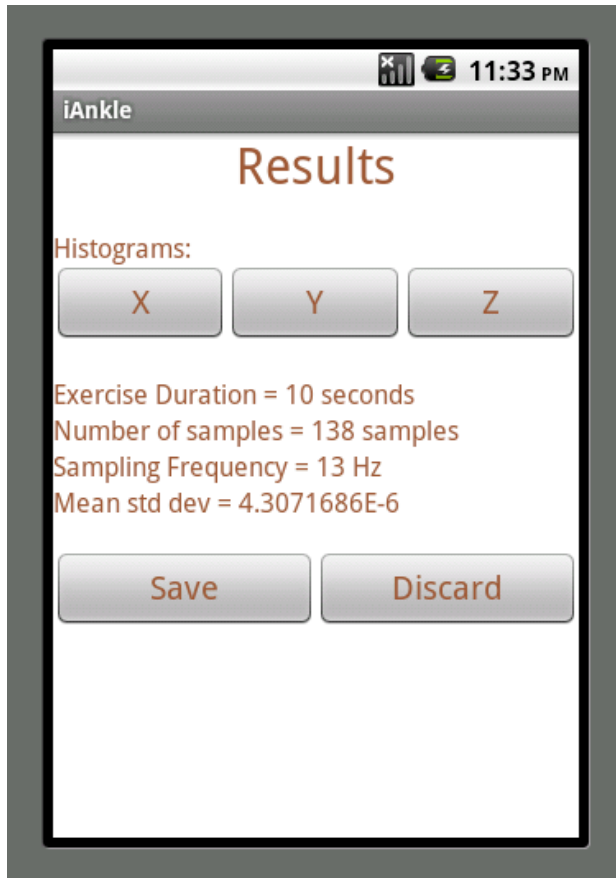 11:33 PM
iAnkle
Results
Histograms:
X Y Z
Exercise Duration = 10 seconds
Number of samples = 138 samples
Sampling Frequency = 13 Hz
Mean std dev = 4.3071686E-6
Save Discard